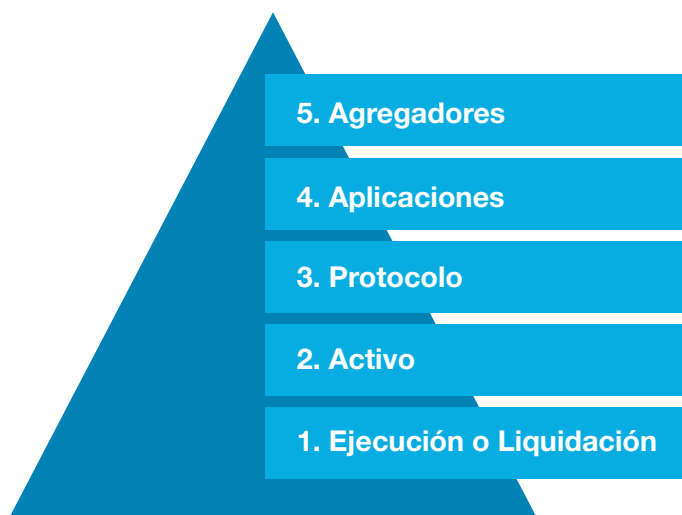 5. Agregadores
4. Aplicaciones
3. Protocolo
2. Activo
1. Ejecución o Liquidación